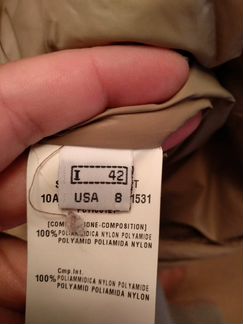 I 42
USA 8
1531
[COMPOSIZIONE-COMPOSITION]
100% POLIAMMIDICA NYLON POLYAMIDE
POLYAMID POLIAMIDA NYLON
Cmp.Int.
100% POLIAMMIDICA NYLON POLYAMIDE
POLYAMID POLIAMIDA NYLON